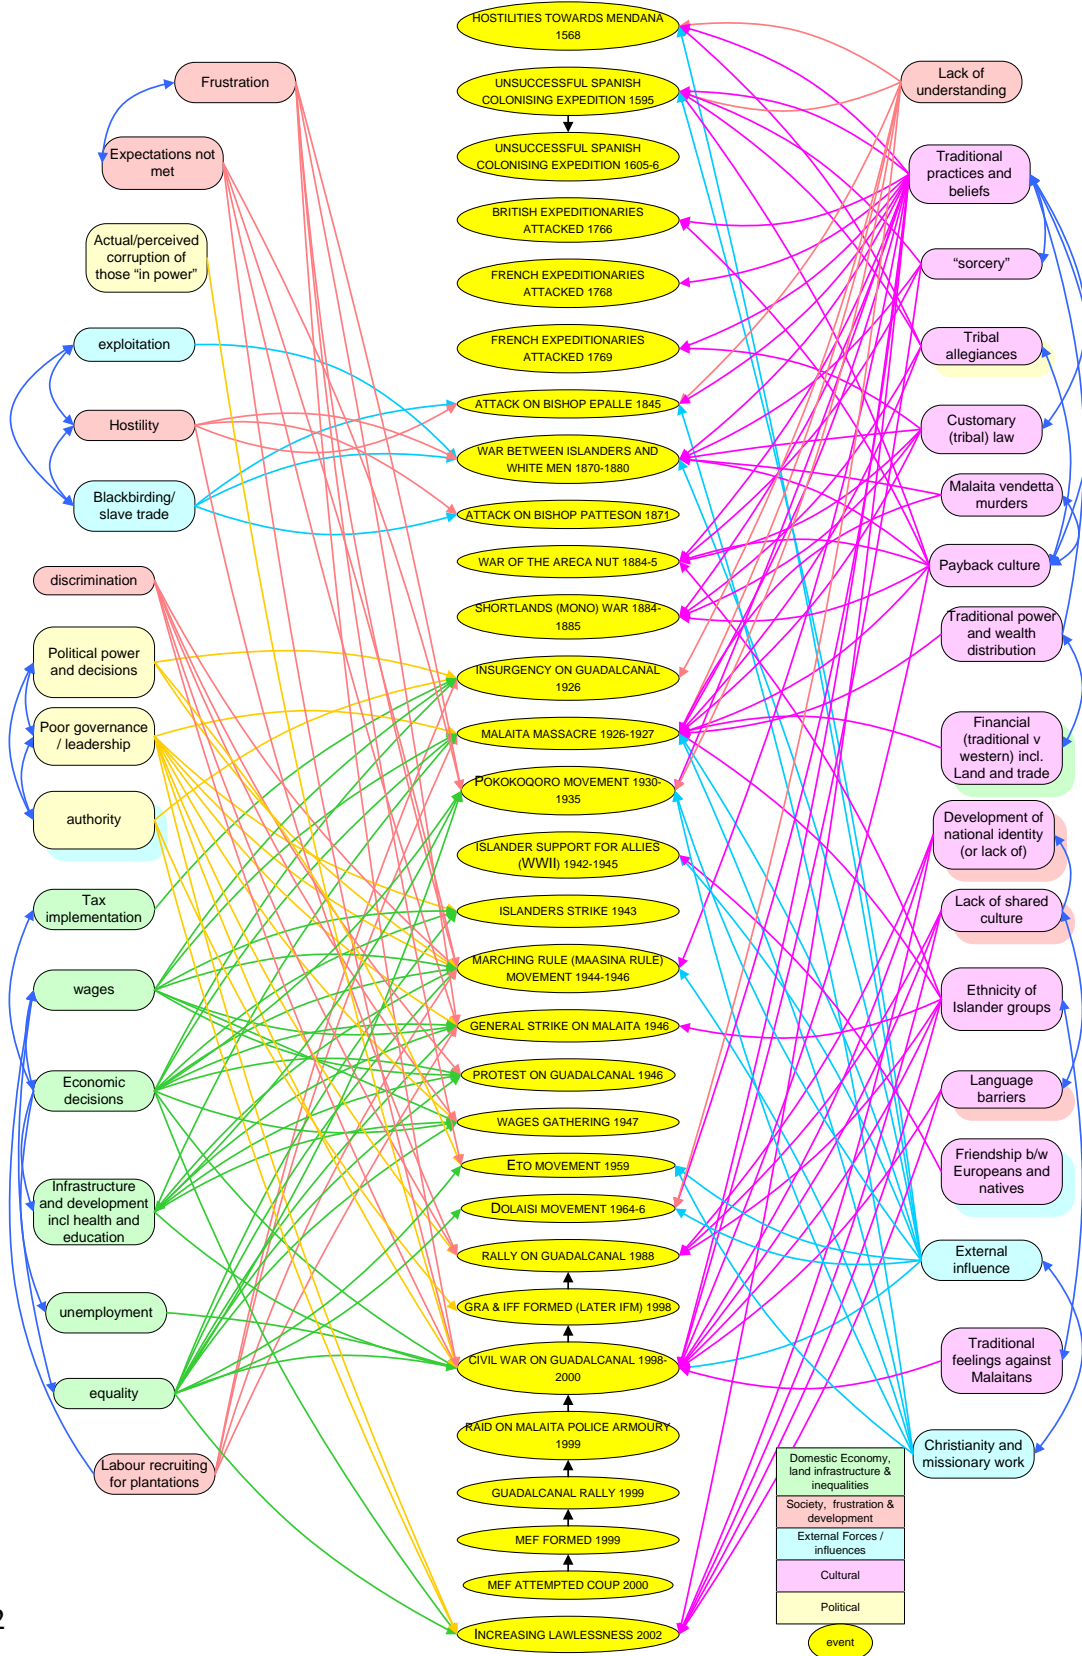 HOSTILITIES TOWARDS MENDANA
1568
Frustration
UNSUCCESSFUL SPANISH
COLONISING EXPEDITION 1595
Lack of
understanding
Expectations not
met
UNSUCCESSFUL SPANISH
COLONISING EXPEDITION 1605-6
Traditional
practices and
beliefs
Actual/perceived
corruption of
those “in power”
BRITISH EXPEDITIONARIES
ATTACKED 1766
FRENCH EXPEDITIONARIES
ATTACKED 1768
“sorcery”
exploitation
FRENCH EXPEDITIONARIES
ATTACKED 1769
Tribal
allegiances
Hostility
ATTACK ON BISHOP EPALLE 1845
Customary
(tribal) law
WAR BETWEEN ISLANDERS AND
WHITE MEN 1870-1880
Blackbirding/
slave trade
ATTACK ON BISHOP PATTESON 1871
Malaita vendetta
murders
discrimination
WAR OF THE ARECA NUT 1884-5
Payback culture
SHORTLANDS (MONO) WAR 1884-
1885
Traditional power
and wealth
distribution
Political power
and decisions
INSURGENCY ON GUADALCANAL
1926
Poor governance
/ leadership
MALAITA MASSACRE 1926-1927
Financial
(traditional v
western) incl.
Land and trade
authority
POKOKOQORO MOVEMENT 1930-
1935
Development of
national identity
(or lack of)
ISLANDER SUPPORT FOR ALLIES
(WWII) 1942-1945
Tax
implementation
ISLANDERS STRIKE 1943
Lack of shared
culture
wages
MARCHING RULE (MAASINA RULE)
MOVEMENT 1944-1946
Ethnicity of
Islander groups
GENERAL STRIKE ON MALAITA 1946
Economic
decisions
PROTEST ON GUADALCANAL 1946
Language
barriers
WAGES GATHERING 1947
Friendship b/w
Europeans and
natives
Infrastructure
and development
incl health and
education
ETO MOVEMENT 1959
DOLAISI MOVEMENT 1964-6
RALLY ON GUADALCANAL 1988
External
influence
unemployment
GRA & IFF FORMED (LATER IFM) 1998
equality
CIVIL WAR ON GUADALCANAL 1998-
2000
Traditional
feelings against
Malaitans
RAID ON MALAITA POLICE ARMOURY
1999
Labour recruiting
for plantations
Christianity and
missionary work
GUADALCANAL RALLY 1999
MEF FORMED 1999
MEF ATTEMPTED COUP 2000
INCREASING LAWLESSNESS 2002
Domestic Economy,
land infrastructure &
inequalities
Society, frustration &
development
External Forces /
influences
Cultural
Political
event
2